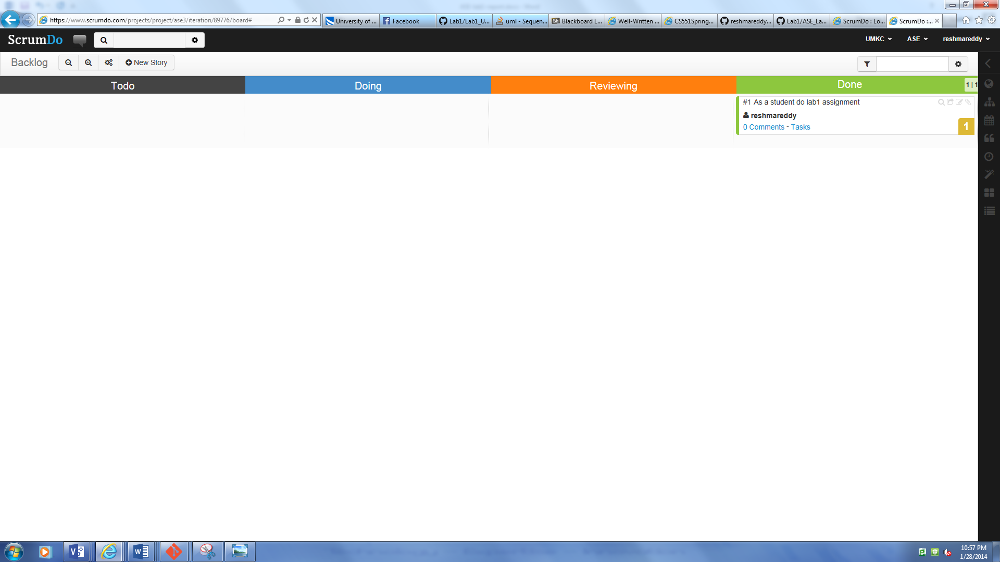 https://www.scrumdo.com/projects/project/ase3/iteration/89776/board#
University of ...
Facebook
Lab1/Lab1_U...
uml - Sequen...
Bb Blackboard L...
Well-Written ...
CS551Spring...
reshmareddy...
Lab1/ASE_La...
ScrumDo : Lo...
ScrumDo :...
ScrumDo
UMKC
ASE
reshmareddy
Backlog
New Story
Todo
Doing
Reviewing
Done
1 | 1
#1 As a student do lab1 assignment
reshmareddy
0 Comments - Tasks
1
10:57 PM
1/28/2014